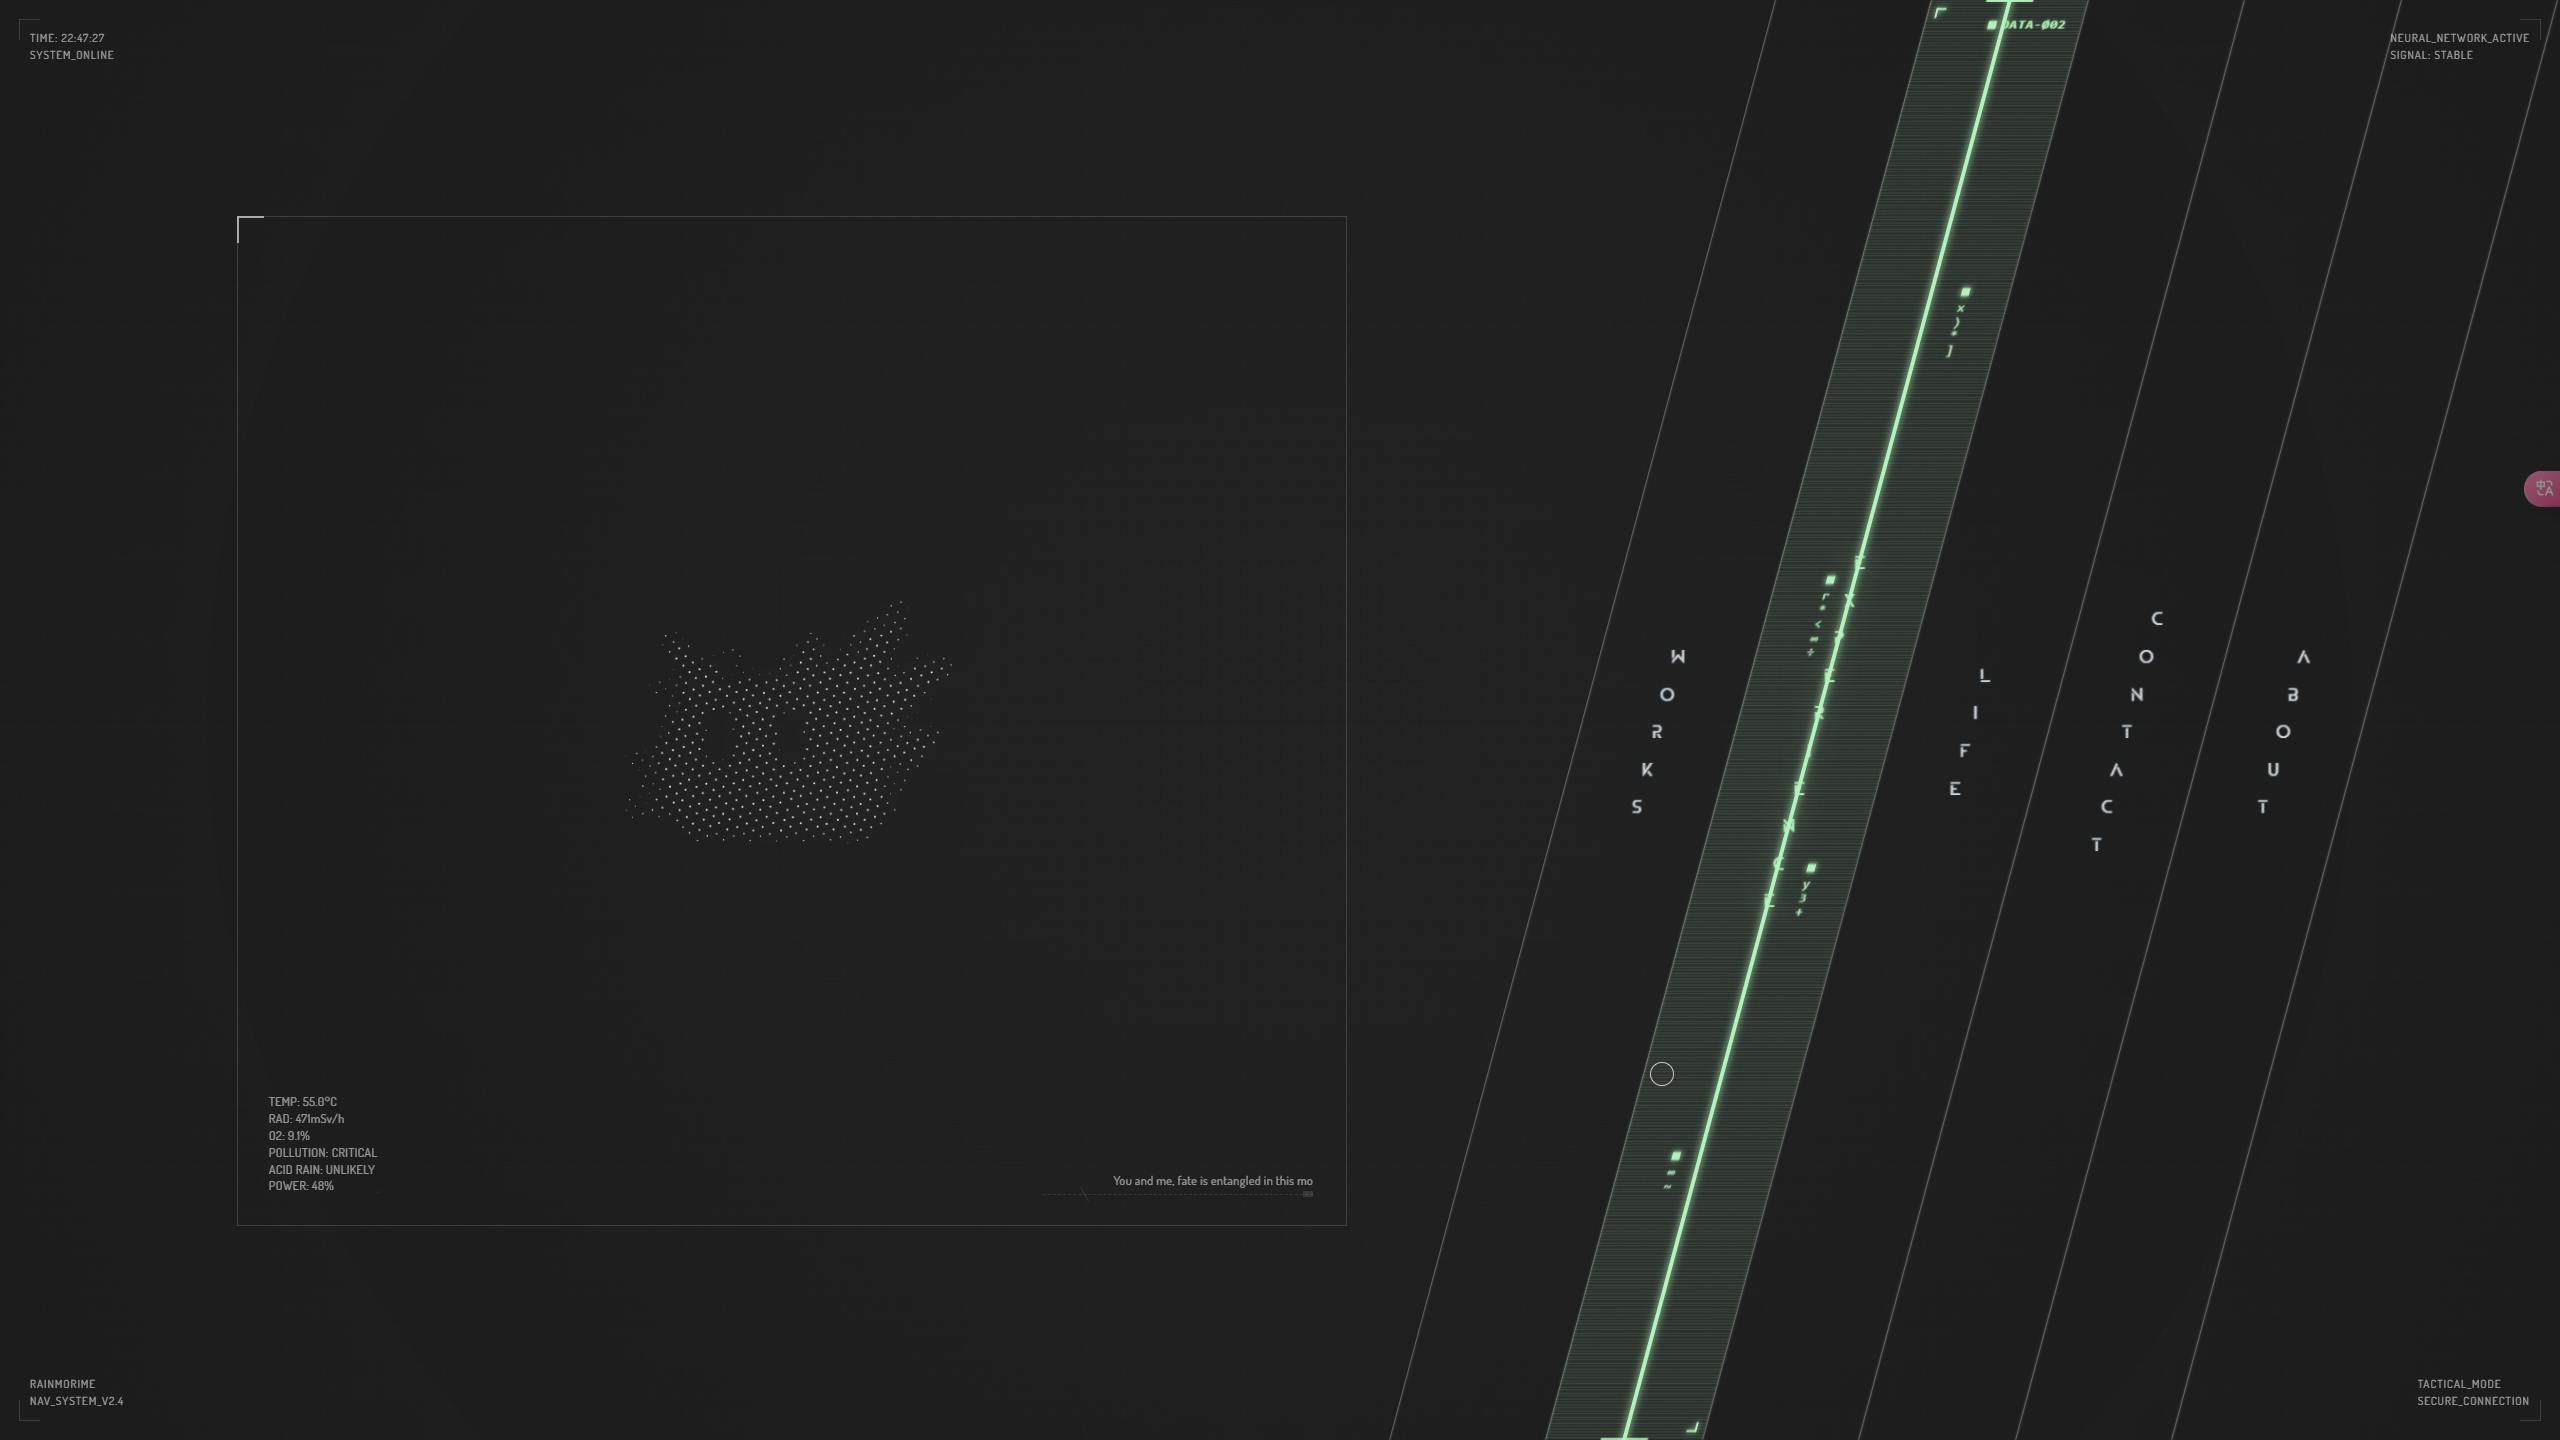 TIME: 22:47:27
SYSTEM_ONLINE
DATA-002
NEURAL_NETWORK_ACTIVE
SIGNAL: STABLE
WORKS
EXPERIENCE
LIFE
CONTACT
ABOUT
TEMP: 55.0°C
RAD: 471mSv/h
O2: 9.1%
POLLUTION: CRITICAL
ACID RAIN: UNLIKELY
POWER: 48%
You and me, fate is entangled in this mo
RAINMORIME
NAV_SYSTEM_V2.4
TACTICAL_MODE
SECURE_CONNECTION